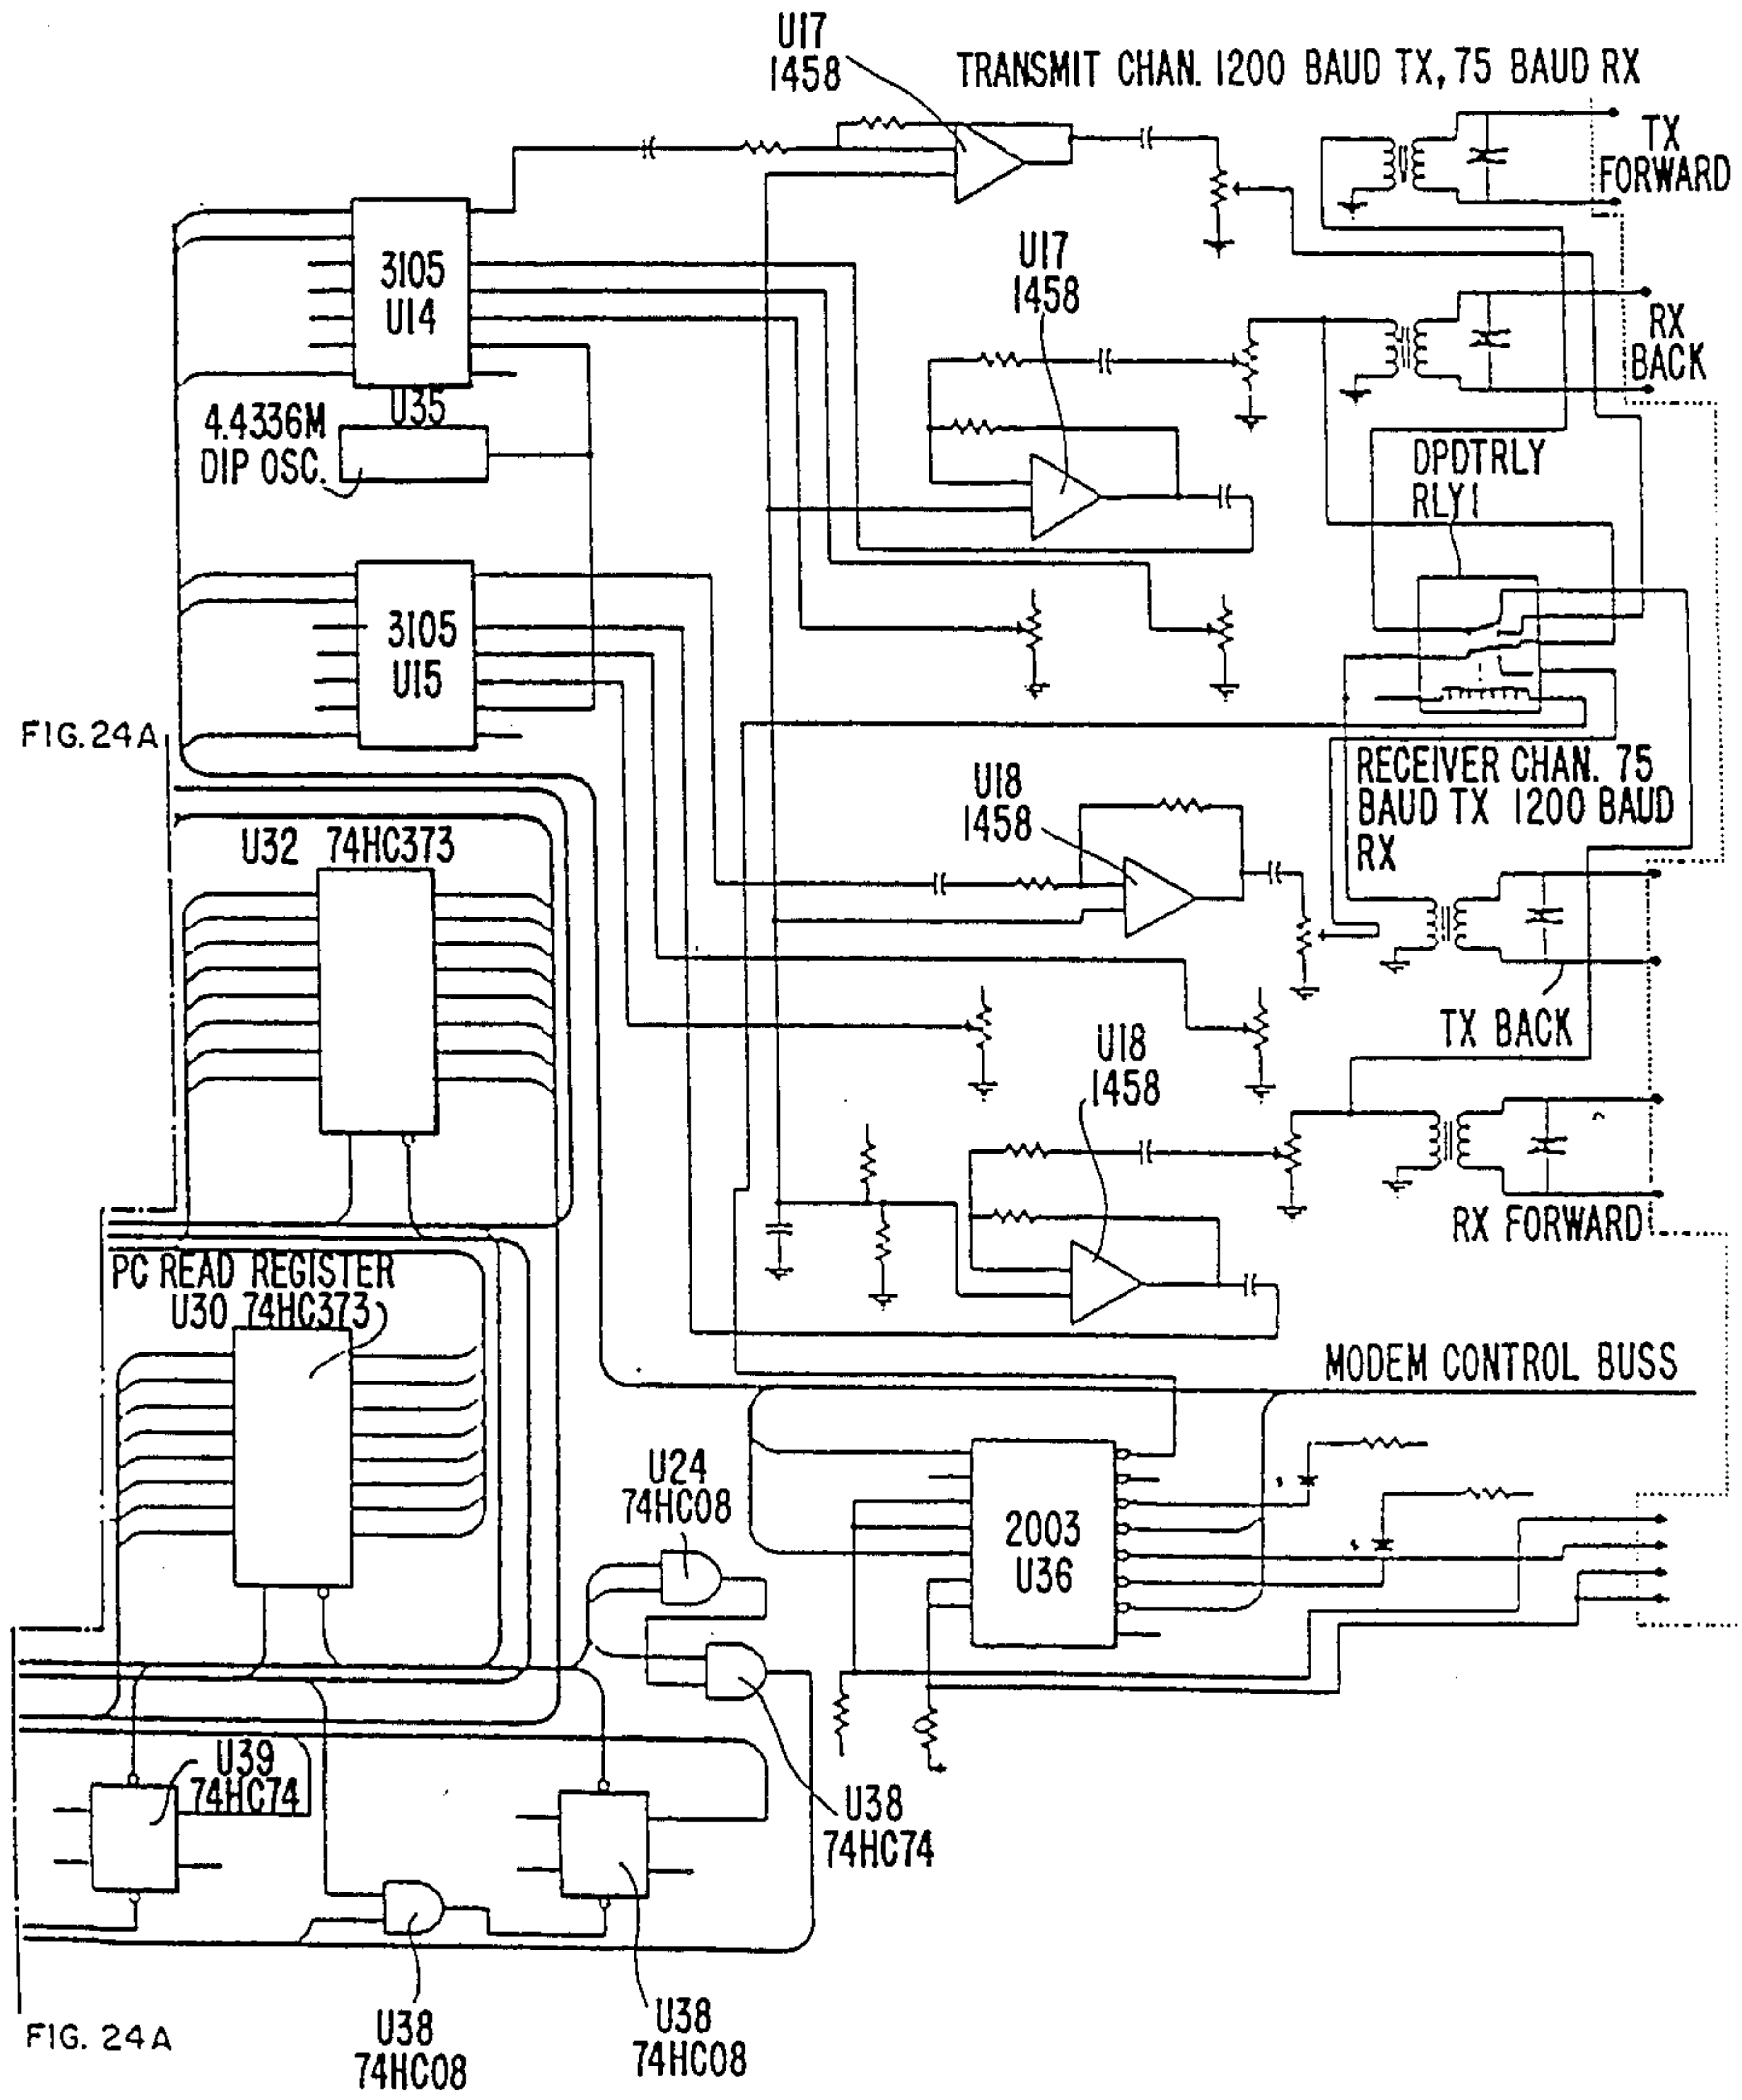 U17
1458
TRANSMIT CHAN. 1200 BAUD TX, 75 BAUD RX
TX
FORWARD
3105
U14
U17
1458
RX
BACK
U35
4.4336M
DIP OSC.
DPDTRLY
RLY1
3105
U15
FIG. 24A
RECEIVER CHAN. 75
BAUD TX 1200 BAUD
RX
U18
1458
U32 74HC373
TX BACK
U18
1458
RX FORWARD
PC READ REGISTER
U30 74HC373
MODEM CONTROL BUSS
U24
74HC08
2003
U36
U39
74HC74
U38
74HC74
U38
74HC08
U38
74HC08
FIG. 24A